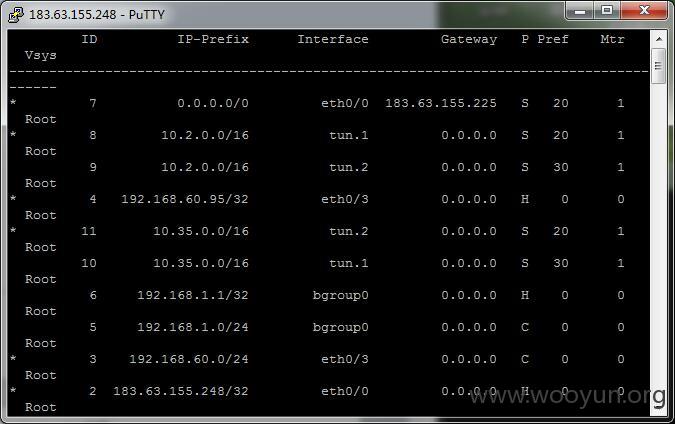 183.63.155.248 - PuTTY
ID IP-Prefix Interface Gateway P Pref Mtr
Vsys
--------------------------------------------------------------------------------
------
* 7 0.0.0.0/0 eth0/0 183.63.155.225 S 20 1
Root
* 8 10.2.0.0/16 tun.1 0.0.0.0 S 20 1
Root
9 10.2.0.0/16 tun.2 0.0.0.0 S 30 1
Root
* 4 192.168.60.95/32 eth0/3 0.0.0.0 H 0 0
Root
* 11 10.35.0.0/16 tun.2 0.0.0.0 S 20 1
Root
10 10.35.0.0/16 tun.1 0.0.0.0 S 30 1
Root
6 192.168.1.1/32 bgroup0 0.0.0.0 H 0 0
Root
5 192.168.1.0/24 bgroup0 0.0.0.0 C 0 0
Root
* 3 192.168.60.0/24 eth0/3 0.0.0.0 C 0 0
Root
* 2 183.63.155.248/32 eth0/0 0.0.0.0 H 0 0
Root
www.wooyun.org